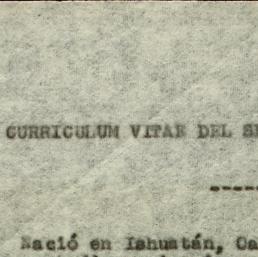 CURRICULUM VITAE DEL
-----
Nació en Ishuatán,